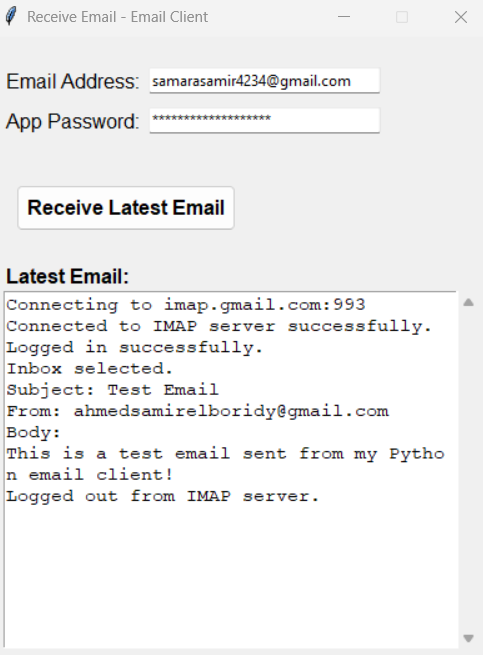 Receive Email - Email Client
Email Address: samarasamir4234@gmail.com
App Password: *******************
Receive Latest Email
Latest Email:
Connecting to imap.gmail.com:993
Connected to IMAP server successfully.
Logged in successfully.
Inbox selected.
Subject: Test Email
From: ahmedsamirelboridy@gmail.com
Body:
This is a test email sent from my Pytho
n email client!
Logged out from IMAP server.